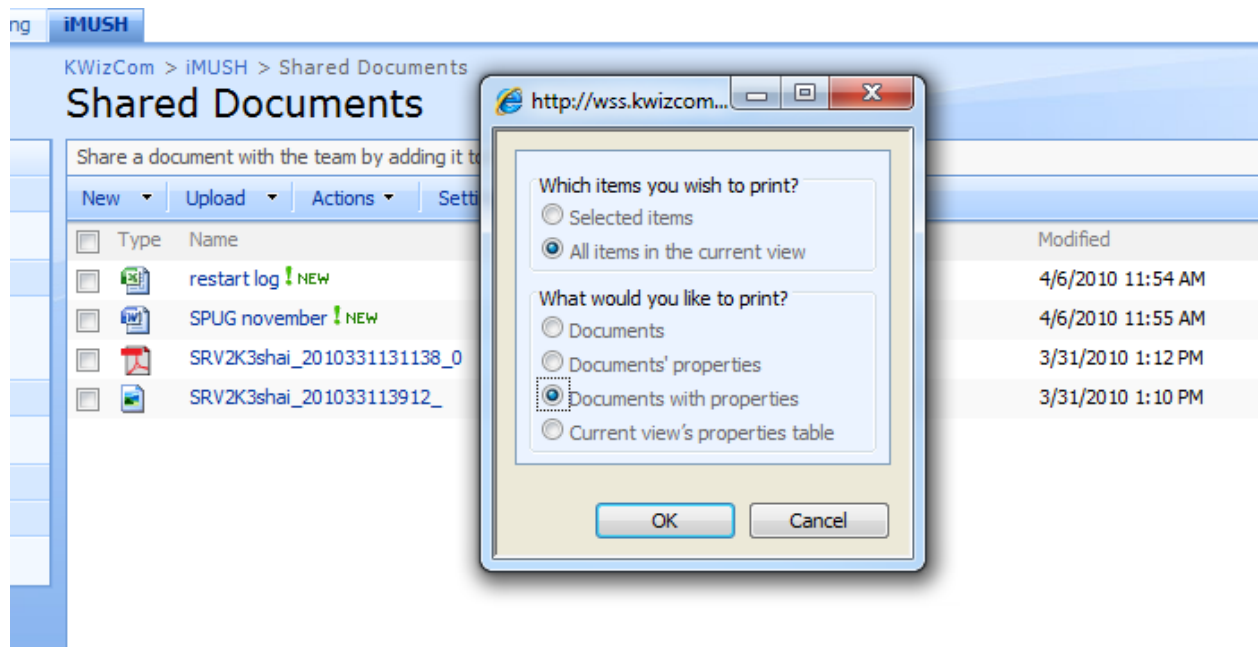 ng iMUSH
KWizCom > iMUSH > Shared Documents
Shared Documents
Share a document with the team by adding it to
New Upload Actions Setti
Type Name Modified
restart log ! NEW 4/6/2010 11:54 AM
SPUG november ! NEW 4/6/2010 11:55 AM
SRV2K3shai_2010331131138_0 3/31/2010 1:12 PM
SRV2K3shai_201033113912_ 3/31/2010 1:10 PM
http://wss.kwizcom...
Which items you wish to print?
Selected items
All items in the current view
What would you like to print?
Documents
Documents' properties
Documents with properties
Current view's properties table
OK Cancel